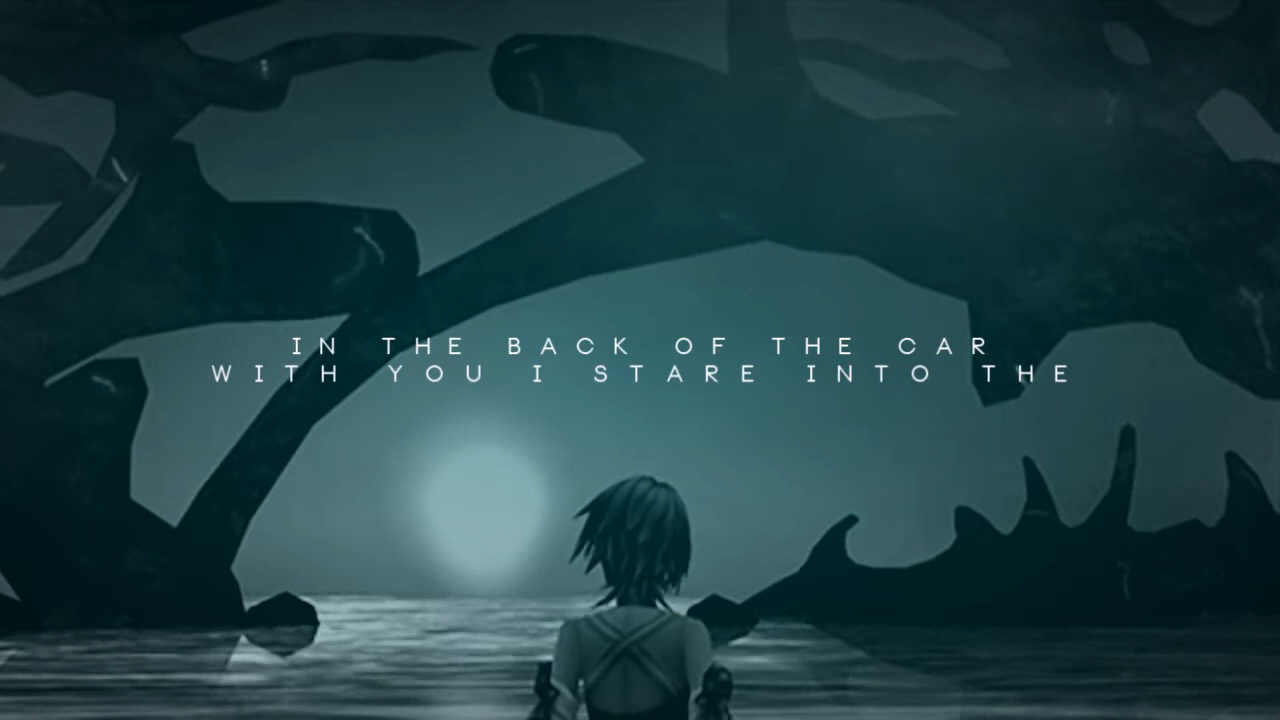 IN THE BACK OF THE CAR
WITH YOU I STARE INTO THE